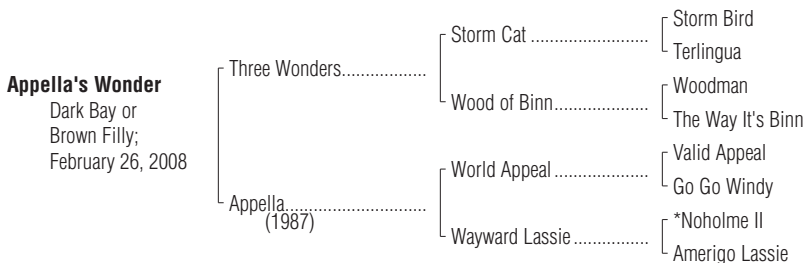 Storm Bird
Storm Cat ........................
Terlingua
Three Wonders.................
Appella's Wonder
Dark Bay or
Brown Filly;
February 26, 2008
Woodman
Wood of Binn...................
The Way It's Binn
Valid Appeal
World Appeal ...................
Go Go Windy
Appella.............................
(1987)
*Noholme II
Wayward Lassie ...............
Amerigo Lassie